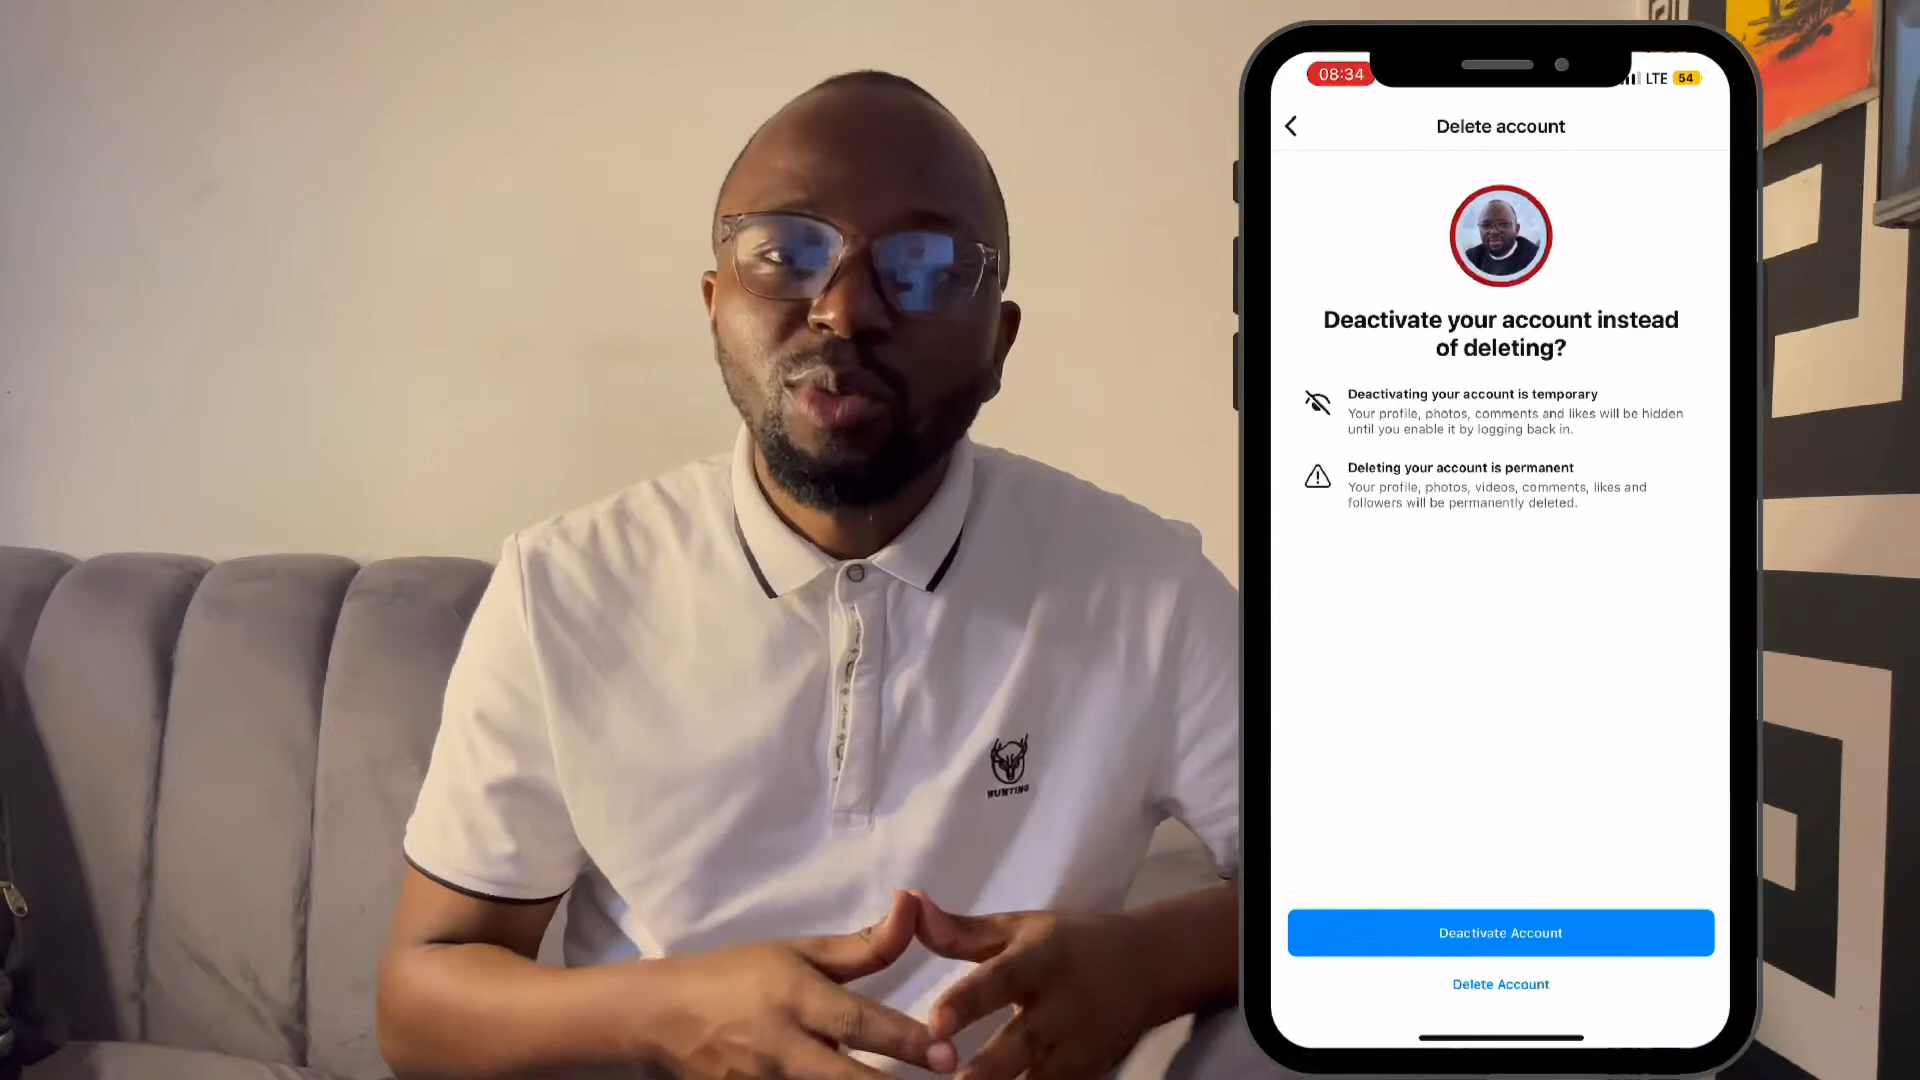 08:34
LTE 54
Delete account
Deactivate your account instead
of deleting?
Deactivating your account is temporary
Your profile, photos, comments and likes will be hidden
until you enable it by logging back in.
Deleting your account is permanent
Your profile, photos, videos, comments, likes and
followers will be permanently deleted.
Deactivate Account
Delete Account
HUNTING